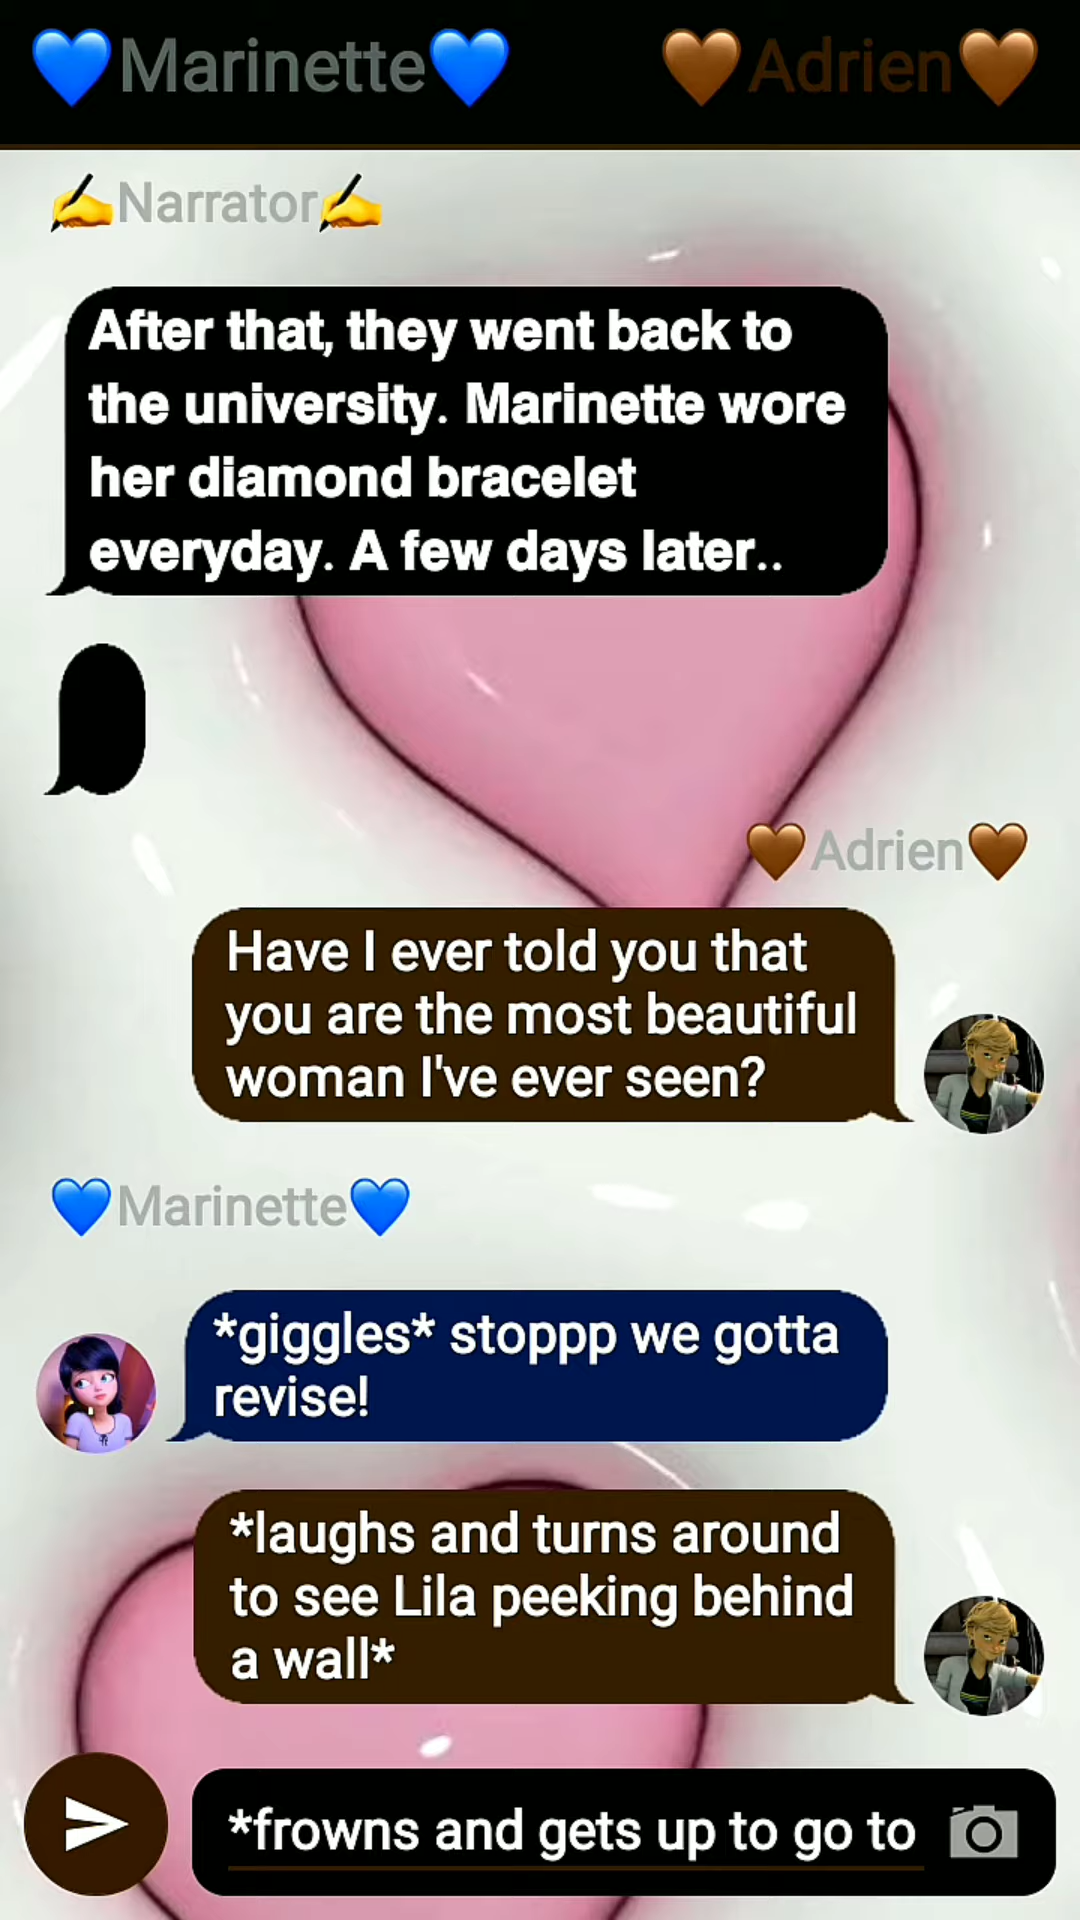 💙Marinette💙 🤎Adrien🤎
✍️Narrator✍️
After that, they went back to
the university. Marinette wore
her diamond bracelet
everyday. A few days later..
🤎Adrien🤎
Have I ever told you that
you are the most beautiful
woman I've ever seen?
💙Marinette💙
*giggles* stoppp we gotta
revise!
*laughs and turns around
to see Lila peeking behind
a wall*
*frowns and gets up to go to